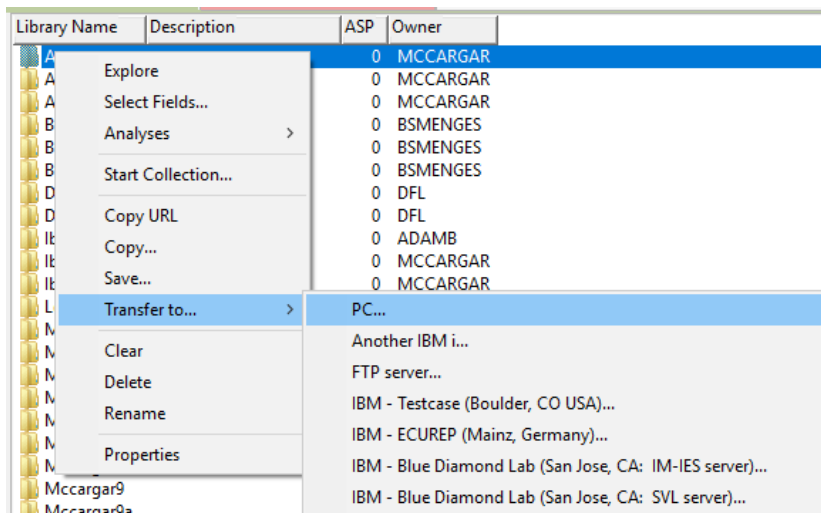 Library Name Description ASP Owner
A 0 MCCARGAR
A 0 MCCARGAR
A 0 MCCARGAR
B 0 BSMENGES
B 0 BSMENGES
B 0 BSMENGES
D 0 DFL
D 0 DFL
Ib 0 ADAMB
Ib 0 MCCARGAR
Ib 0 MCCARGAR
L
M
M
M
M
M
M
M
Mccargar9
Mccargar9a
Explore
Select Fields...
Analyses >
Start Collection...
Copy URL
Copy...
Save...
Transfer to... >
Clear
Delete
Rename
Properties
PC...
Another IBM i...
FTP server...
IBM - Testcase (Boulder, CO USA)...
IBM - ECUREP (Mainz, Germany)...
IBM - Blue Diamond Lab (San Jose, CA: IM-IES server)...
IBM - Blue Diamond Lab (San Jose, CA: SVL server)...